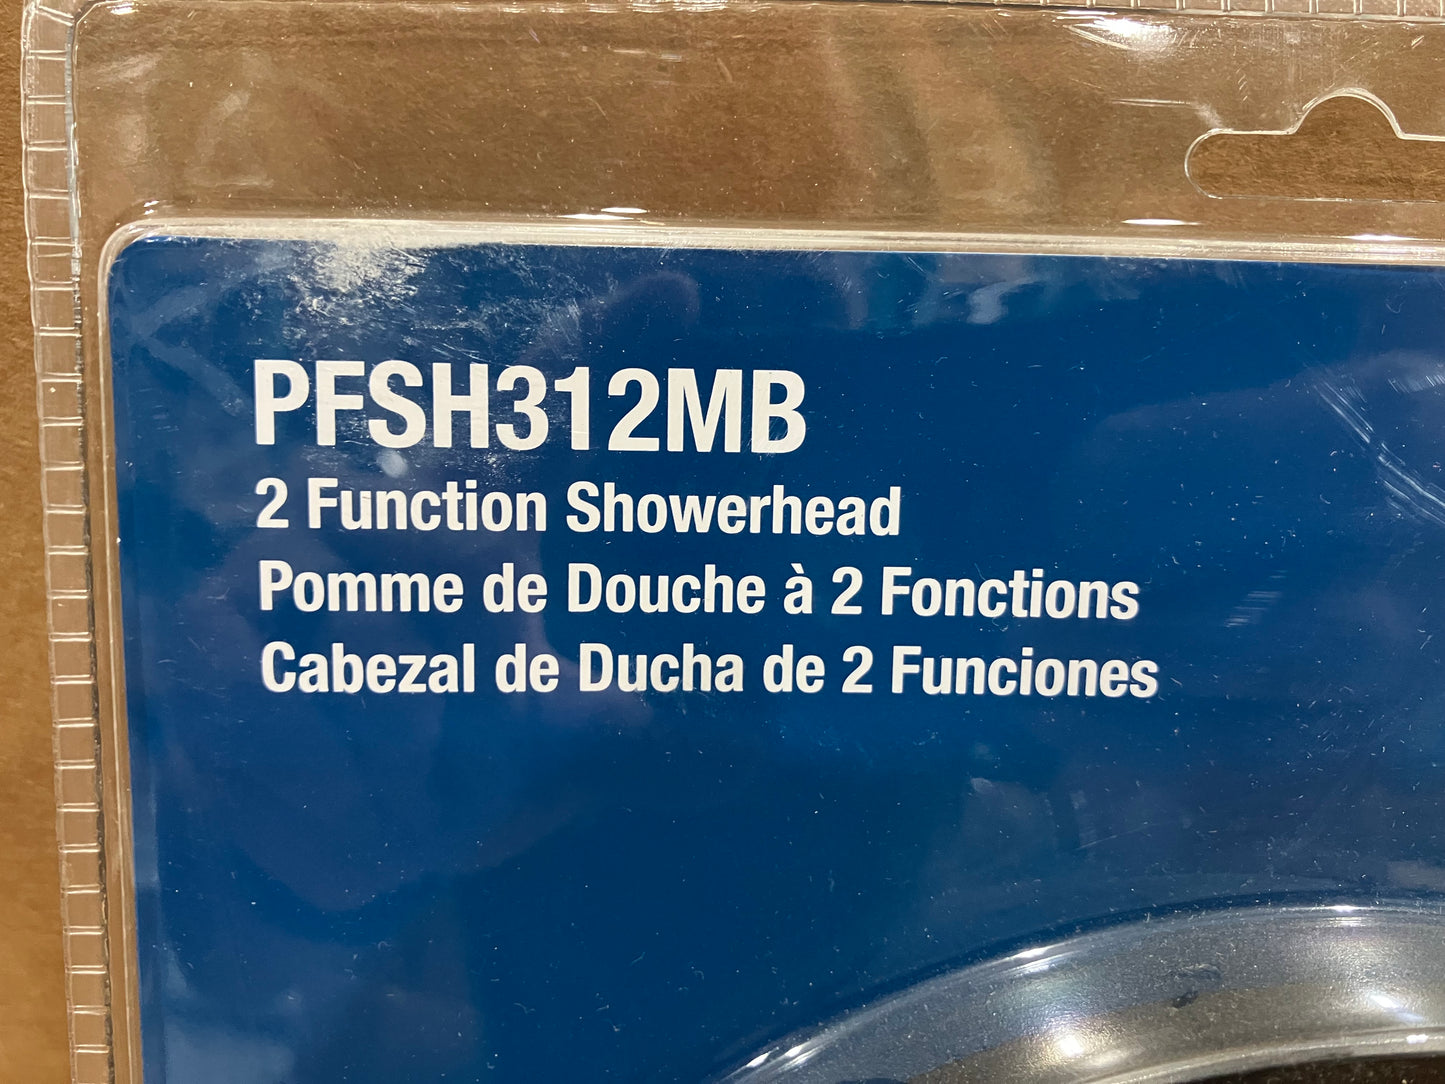 PFSH312MB
2 Function Showerhead
Pomme de Douche à 2 Fonctions
Cabezal de Ducha de 2 Funciones